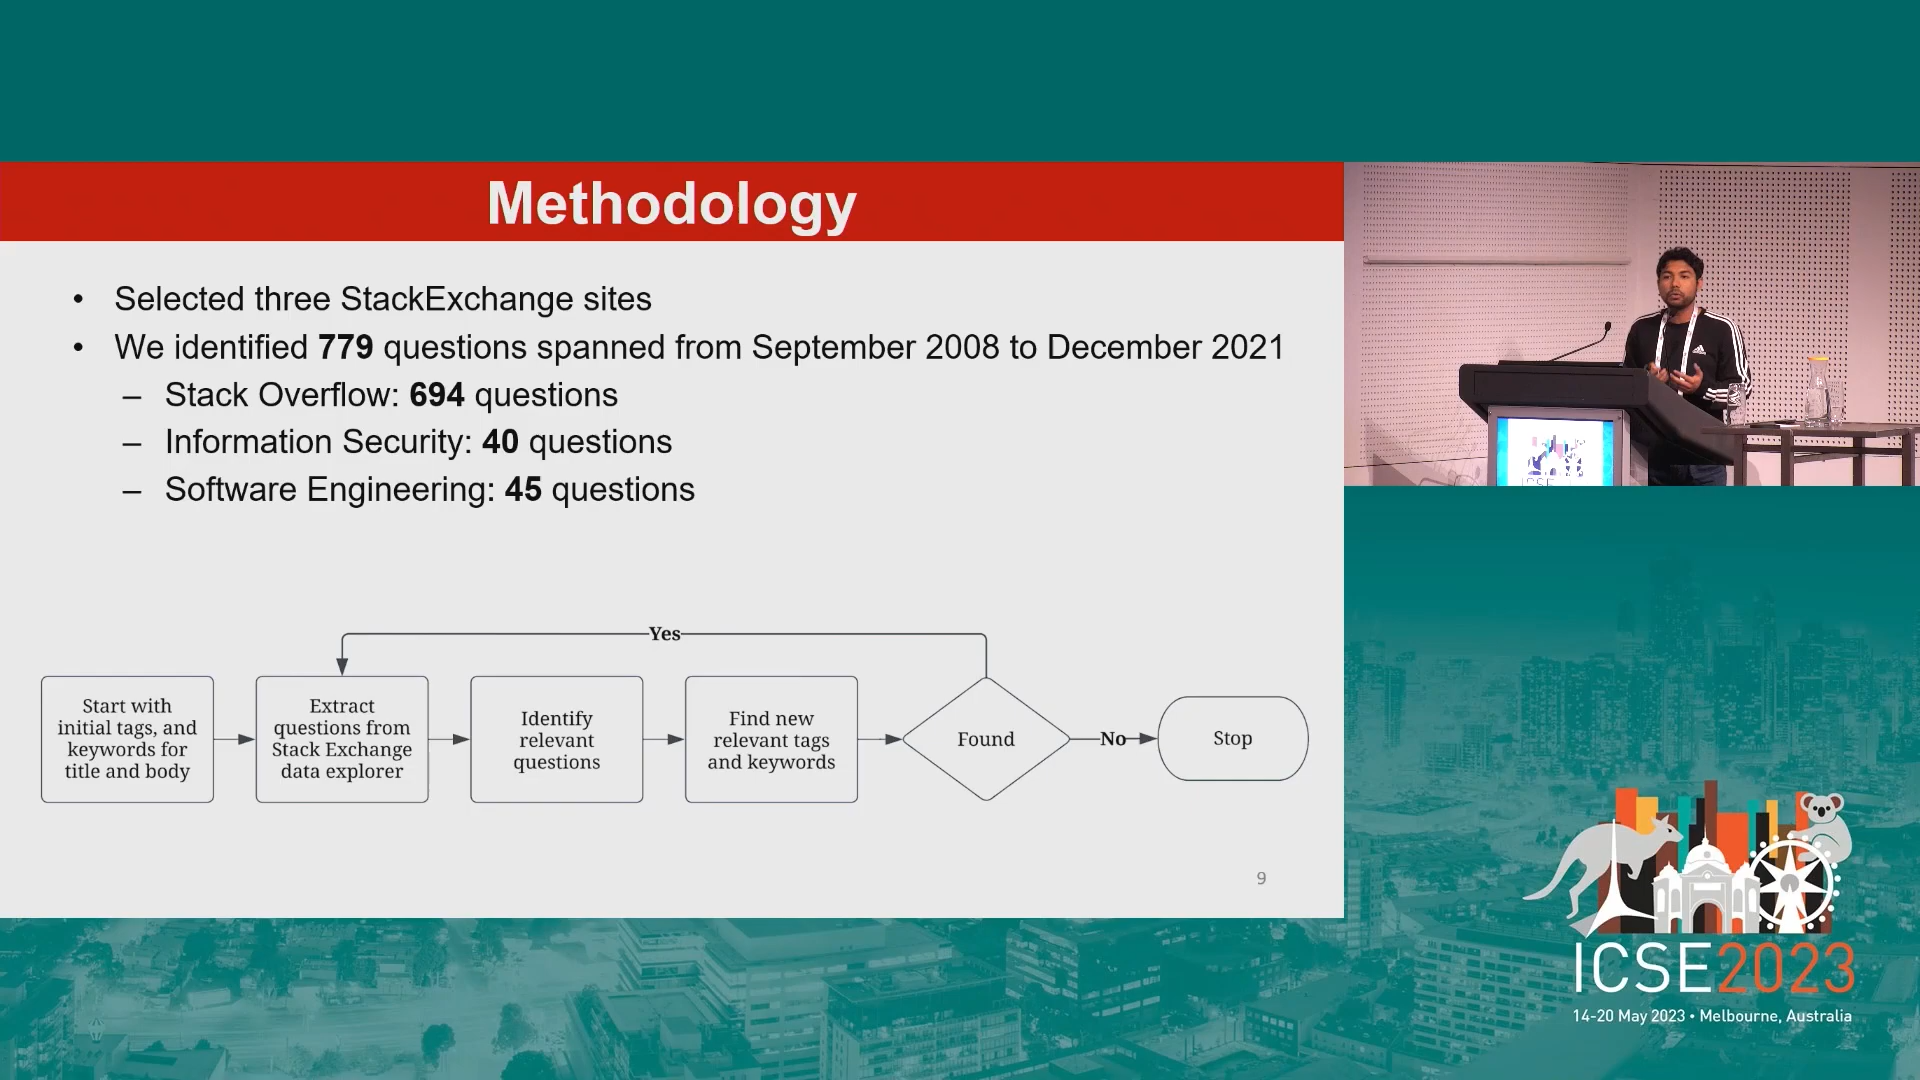 Methodology
• Selected three StackExchange sites
• We identified 779 questions spanned from September 2008 to December 2021
– Stack Overflow: 694 questions
– Information Security: 40 questions
– Software Engineering: 45 questions
Yes
Start with
initial tags, and
keywords for
title and body
Extract
questions from
Stack Exchange
data explorer
Identify
relevant
questions
Find new
relevant tags
and keywords
Found
No
Stop
9
ICSE
ICSE2023
14-20 May 2023 • Melbourne, Australia